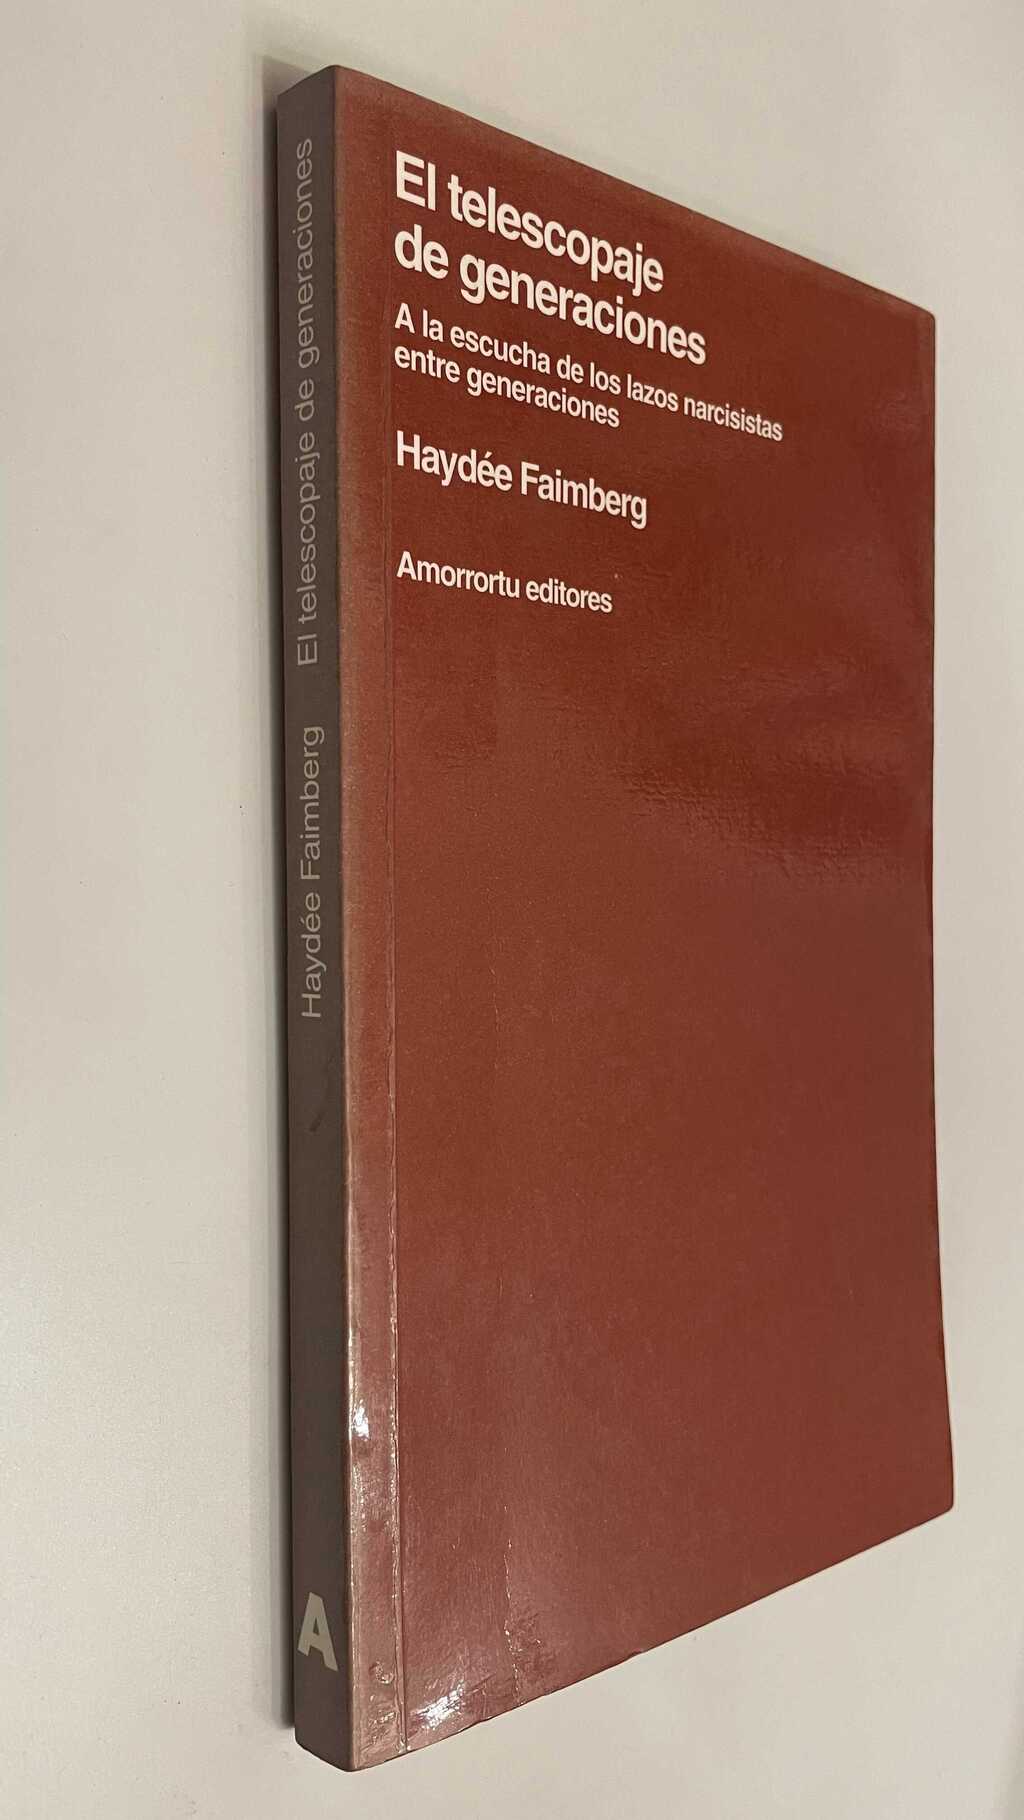 El telescopaje
de generaciones
A la escucha de los lazos narcisistas
entre generaciones
Haydée Faimberg
Amorrortu editores
Haydée Faimberg El telescopaje de generaciones
A